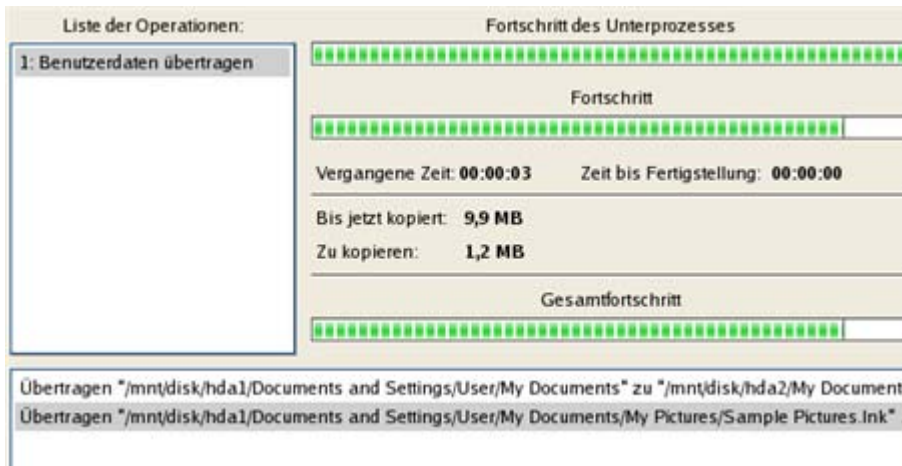 Liste der Operationen:
1: Benutzerdaten übertragen
Fortschritt des Unterprozesses
Fortschritt
Vergangene Zeit: 00:00:03 Zeit bis Fertigstellung: 00:00:00
Bis jetzt kopiert: 9,9 MB
Zu kopieren: 1,2 MB
Gesamtfortschritt
Übertragen "/mnt/disk/hda1/Documents and Settings/User/My Documents" zu "/mnt/disk/hda2/My Document
Übertragen "/mnt/disk/hda1/Documents and Settings/User/My Documents/My Pictures/Sample Pictures.lnk"